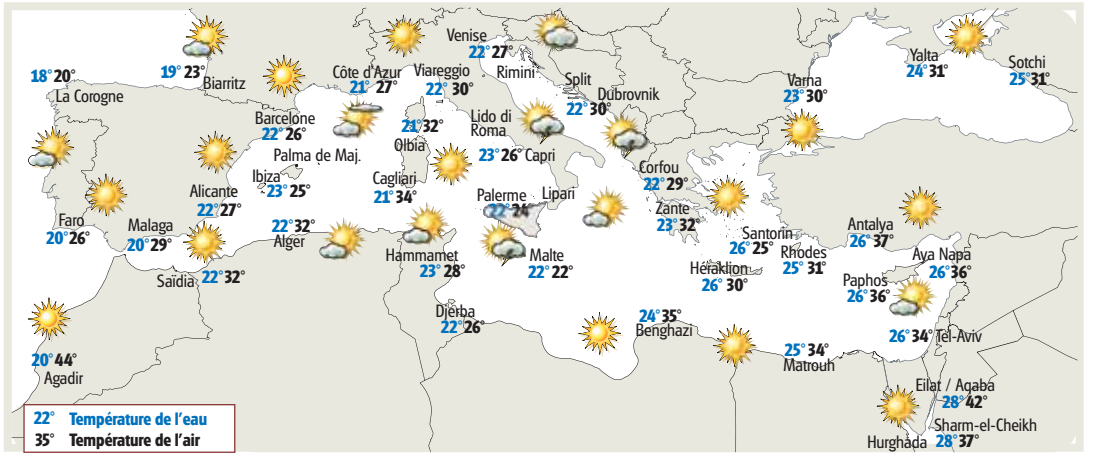 Venise
22° 27°
Rimini
Yalta
24° 31°
Sotchi
25° 31°
18° 20°
La Corogne
19° 23°
Biarritz
Côte d'Azur
21° 27°
Viareggio
22° 30°
Split
22° 30°
Dubrovnik
Varna
23° 30°
Barcelone
22° 26°
21° 32°
Olbia
Lido di
Roma
23° 26°
Capri
Palma de Maj.
Ibiza
23° 25°
Cagliari
21° 34°
Corfou
22° 29°
Alicante
22° 27°
Palerme
22° 24°
Lipari
Zante
23° 32°
Faro
20° 26°
Malaga
20° 29°
22° 32°
Alger
Santorin
26° 25°
Antalya
26° 37°
Hammamet
23° 28°
Malte
22° 22°
Rhodes
25° 31°
Aya Napa
26° 36°
Saïdia
22° 32°
Héraklion
26° 30°
Paphos
26° 36°
Djerba
22° 26°
24° 35°
Benghazi
26° 34° Tel-Aviv
20° 44°
Agadir
25° 34°
Matrouh
Eilat / Aqaba
28° 42°
Sharm-el-Cheikh
Hurghada
28° 37°
22° Température de l'eau
35° Température de l'air